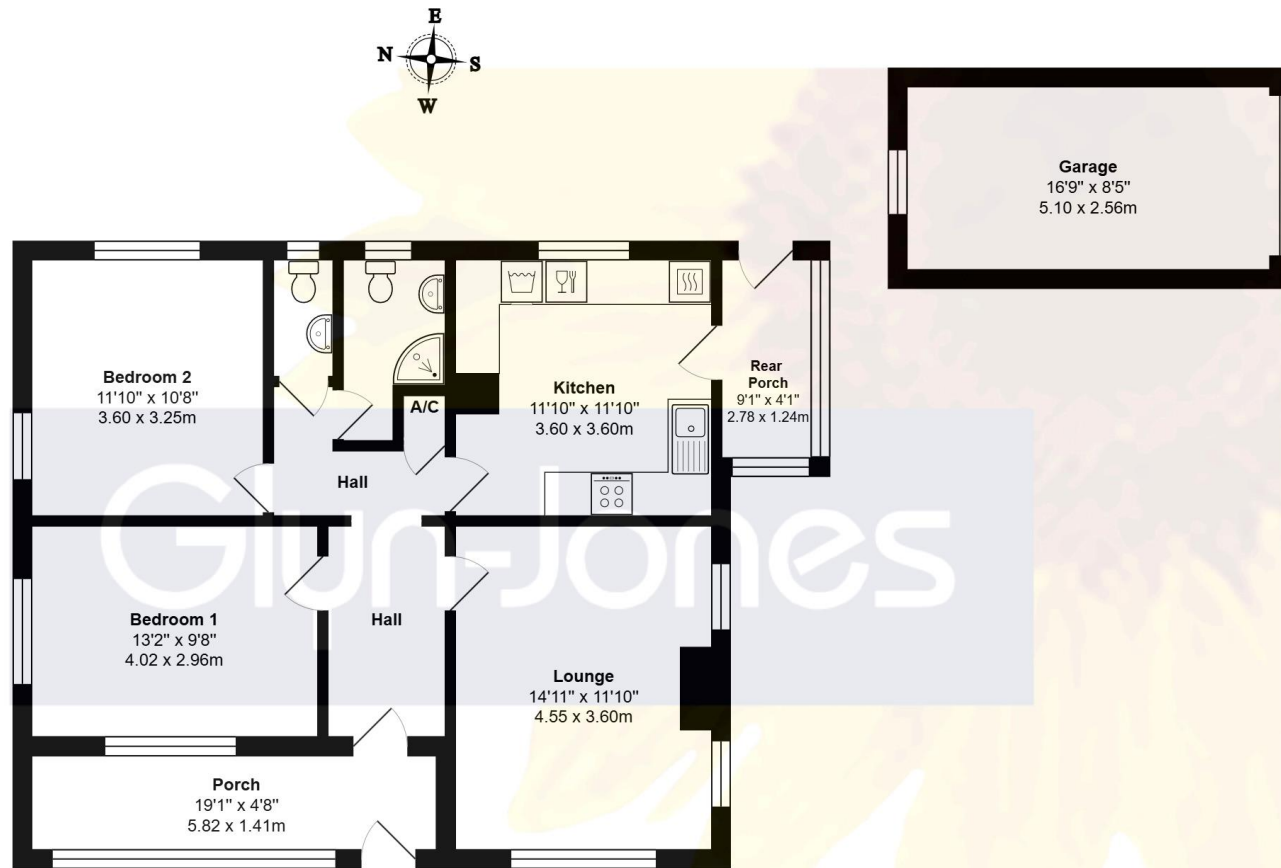 E
N
S
W
Garage
16'9" x 8'5"
5.10 x 2.56m
Bedroom 2
11'10" x 10'8"
3.60 x 3.25m
A/C
Kitchen
11'10" x 11'10"
3.60 x 3.60m
Rear
Porch
9'1" x 4'1"
2.78 x 1.24m
Hall
Glyn-Jones
Bedroom 1
13'2" x 9'8"
4.02 x 2.96m
Hall
Lounge
14'11" x 11'10"
4.55 x 3.60m
Porch
19'1" x 4'8"
5.82 x 1.41m